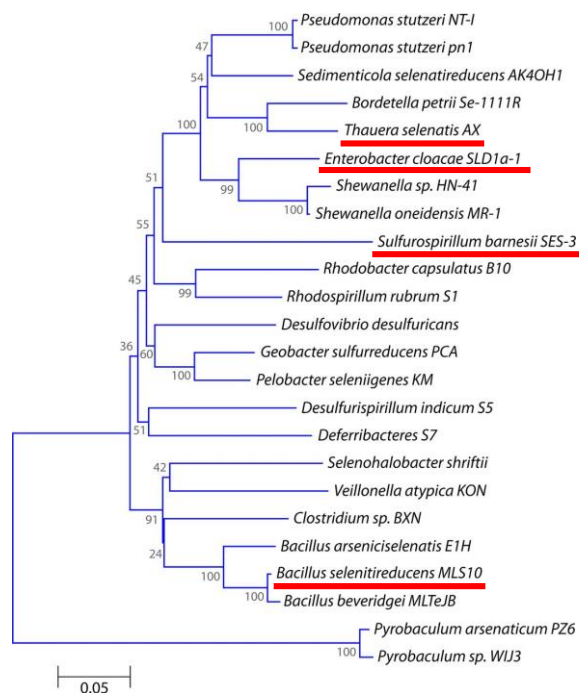 Pseudomonas stutzeri NT-I
100
Pseudomonas stutzeri pn1
47
Sedimenticola selenatireducens AK4OH1
54
Bordetella petrii Se-1111R
100
Thauera selenatis AX
100
Enterobacter cloacae SLD1a-1
99
Shewanella sp. HN-41
51
100
Shewanella oneidensis MR-1
Sulfurospirillum barnesii SES-3
55
Rhodobacter capsulatus B10
99
Rhodospirillum rubrum S1
45
Desulfovibrio desulfuricans
36
60
Geobacter sulfurreducens PCA
100
Pelobacter seleniigenes KM
Desulfurispirillum indicum S5
51
Deferribacteres S7
Selenohalobacter shriftii
42
Veillonella atypica KON
91
Clostridium sp. BXN
24
Bacillus arseniciselenatis E1H
100
Bacillus selenitireducens MLS10
100
Bacillus beveridgei MLTeJB
Pyrobaculum arsenaticum PZ6
100
Pyrobaculum sp. WIJ3
0.05